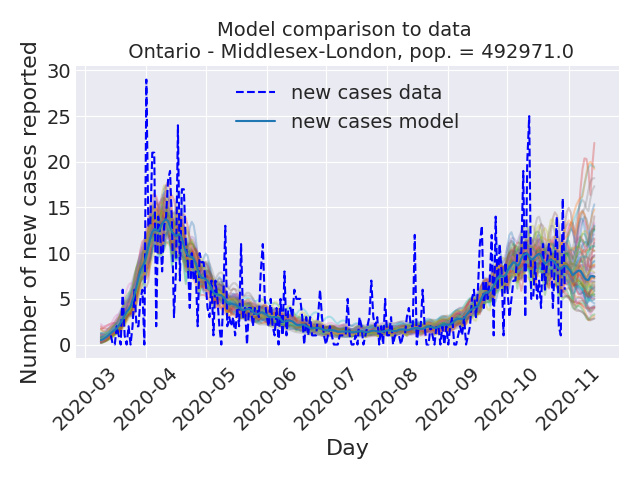 Model comparison to data
Ontario - Middlesex-London, pop. = 492971.0
Number of new cases reported
30
25
20
15
10
5
0
new cases data
new cases model
2020-03
2020-04
2020-05
2020-06
2020-07
2020-08
2020-09
2020-10
2020-11
Day